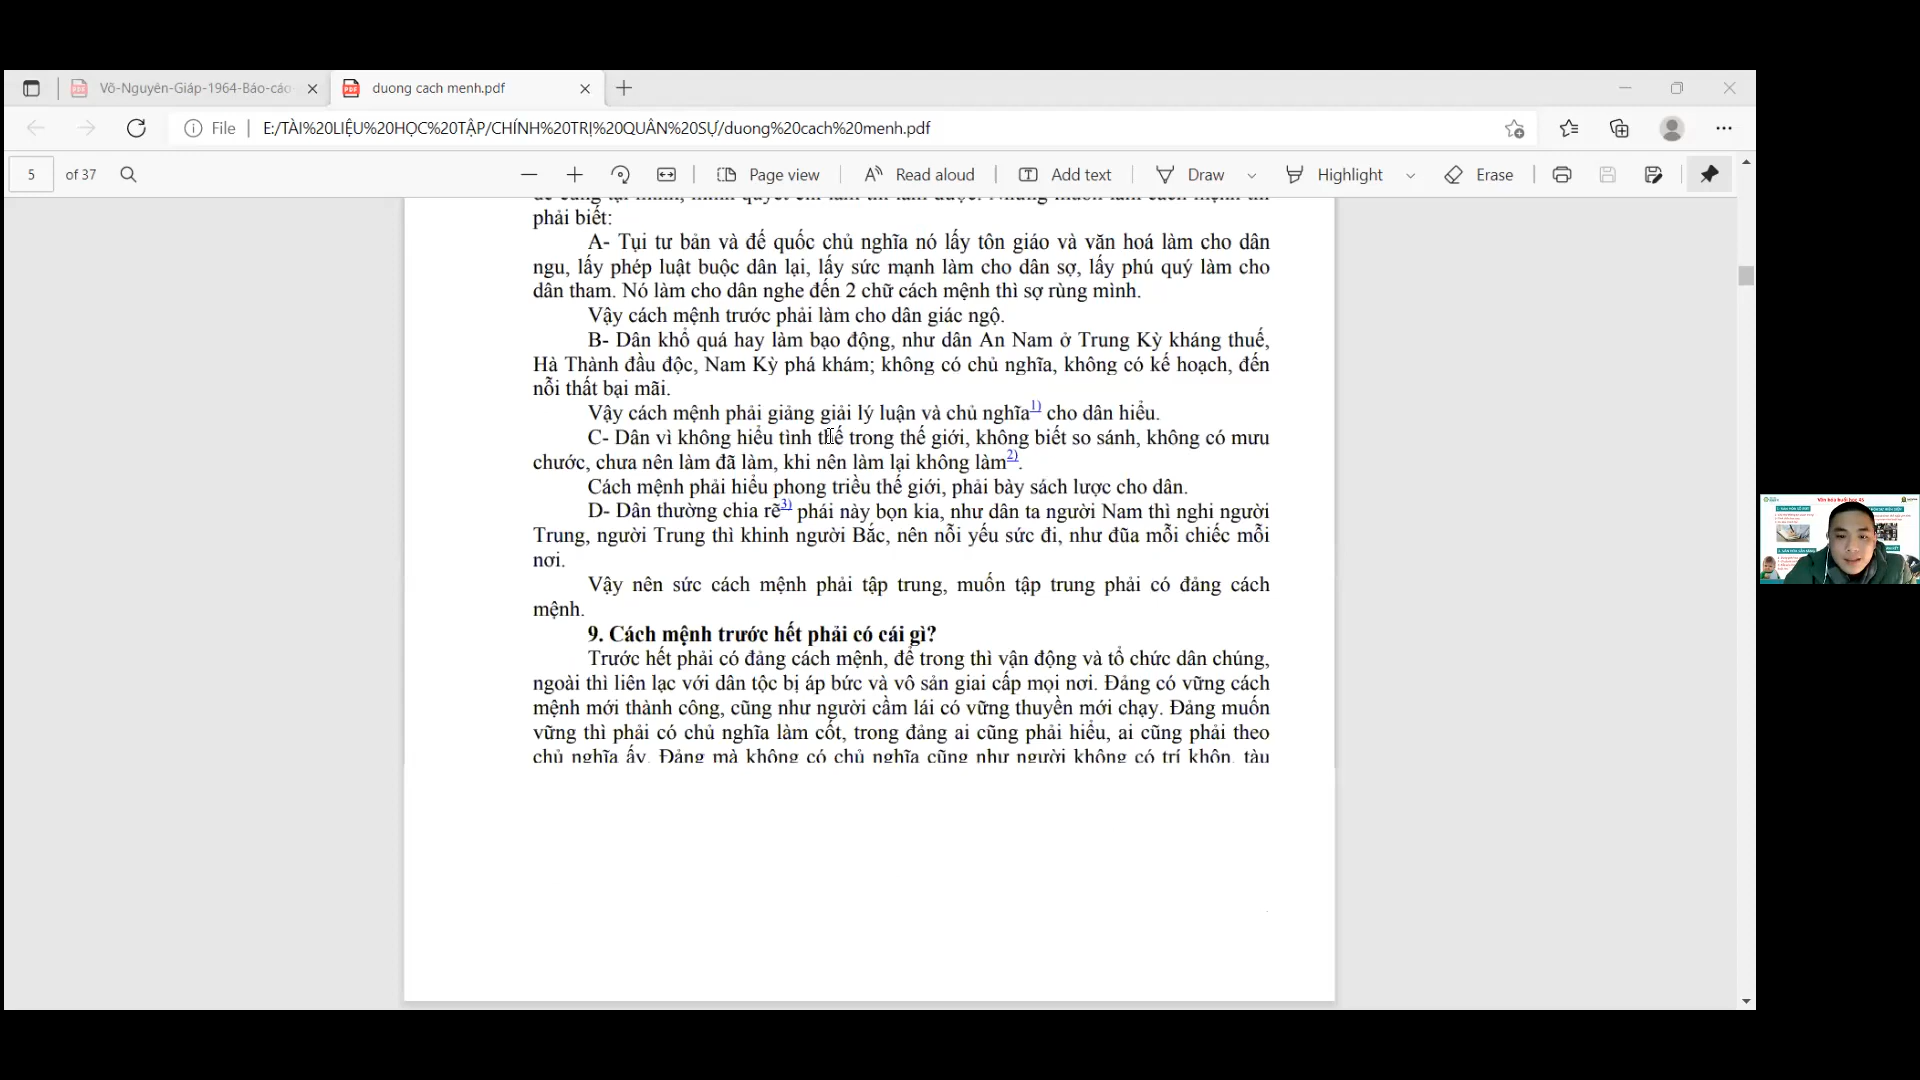 Võ-Nguyên-Giáp-1964-Báo-cáo
duong cach menh.pdf
File
E:/TÀI%20LIỆU%20HỌC%20TẬP/CHÍNH%20TRỊ%20QUÂN%20SỰ/duong%20cach%20menh.pdf
5 of 37
Page view
Read aloud
Add text
Draw
Highlight
Erase
phải biết:
A- Tụi tư bản và đế quốc chủ nghĩa nó lấy tôn giáo và văn hoá làm cho dân
ngu, lấy phép luật buộc dân lại, lấy sức mạnh làm cho dân sợ, lấy phú quý làm cho
dân tham. Nó làm cho dân nghe đến 2 chữ cách mệnh thì sợ rùng mình.
Vậy cách mệnh trước phải làm cho dân giác ngộ.
B- Dân khổ quá hay làm bạo động, như dân An Nam ở Trung Kỳ kháng thuế,
Hà Thành đầu độc, Nam Kỳ phá khám; không có chủ nghĩa, không có kế hoạch, đến
nỗi thất bại mãi.
Vậy cách mệnh phải giảng giải lý luận và chủ nghĩa1) cho dân hiểu.
C- Dân vì không hiểu tình thế trong thế giới, không biết so sánh, không có mưu
chước, chưa nên làm đã làm, khi nên làm lại không làm2).
Cách mệnh phải hiểu phong triều thế giới, phải bày sách lược cho dân.
D- Dân thường chia rẽ3) phái này bọn kia, như dân ta người Nam thì nghi người
Trung, người Trung thì khinh người Bắc, nên nỗi yếu sức đi, như đũa mỗi chiếc mỗi
nơi.
Vậy nên sức cách mệnh phải tập trung, muốn tập trung phải có đảng cách
mệnh.
9. Cách mệnh trước hết phải có cái gì?
Trước hết phải có đảng cách mệnh, để trong thì vận động và tổ chức dân chúng,
ngoài thì liên lạc với dân tộc bị áp bức và vô sản giai cấp mọi nơi. Đảng có vững cách
mệnh mới thành công, cũng như người cầm lái có vững thuyền mới chạy. Đảng muốn
vững thì phải có chủ nghĩa làm cốt, trong đảng ai cũng phải hiểu, ai cũng phải theo
chủ nghĩa ấy. Đảng mà không có chủ nghĩa cũng như người không có trí khôn, tàu